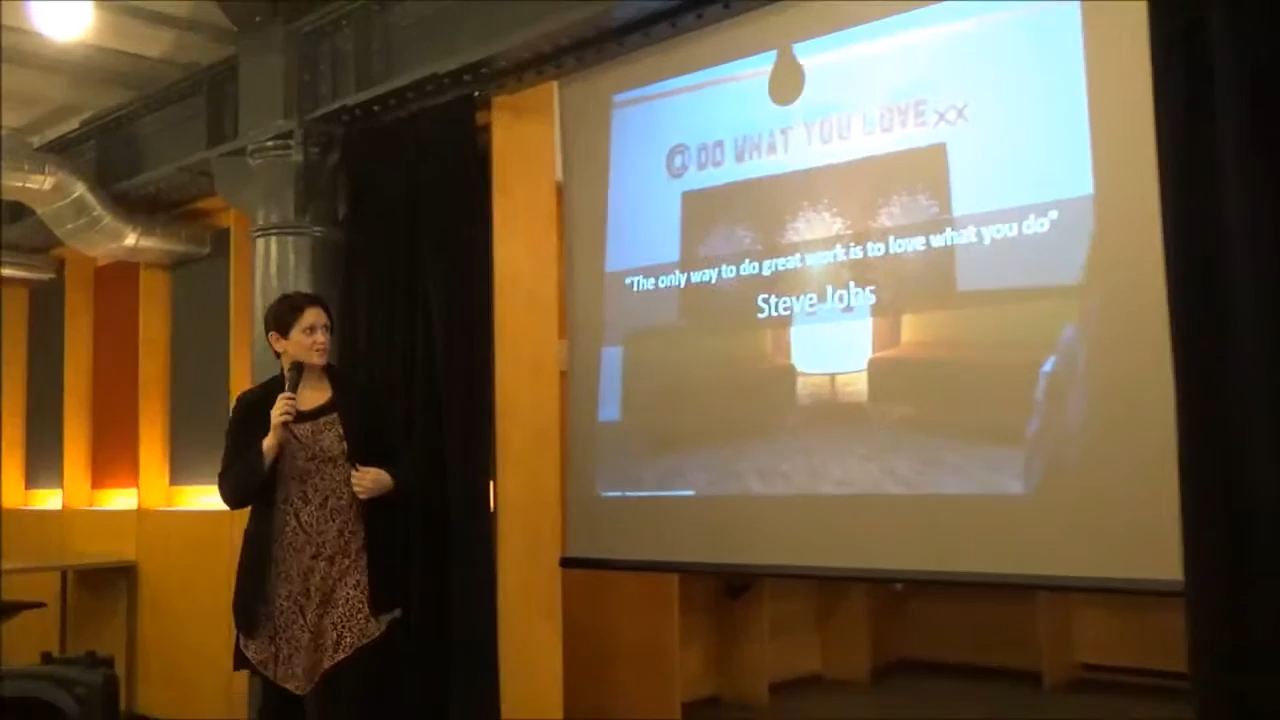 @ DO WHAT YOU LOVE xx
"The only way to do great work is to love what you do"
Steve Jobs